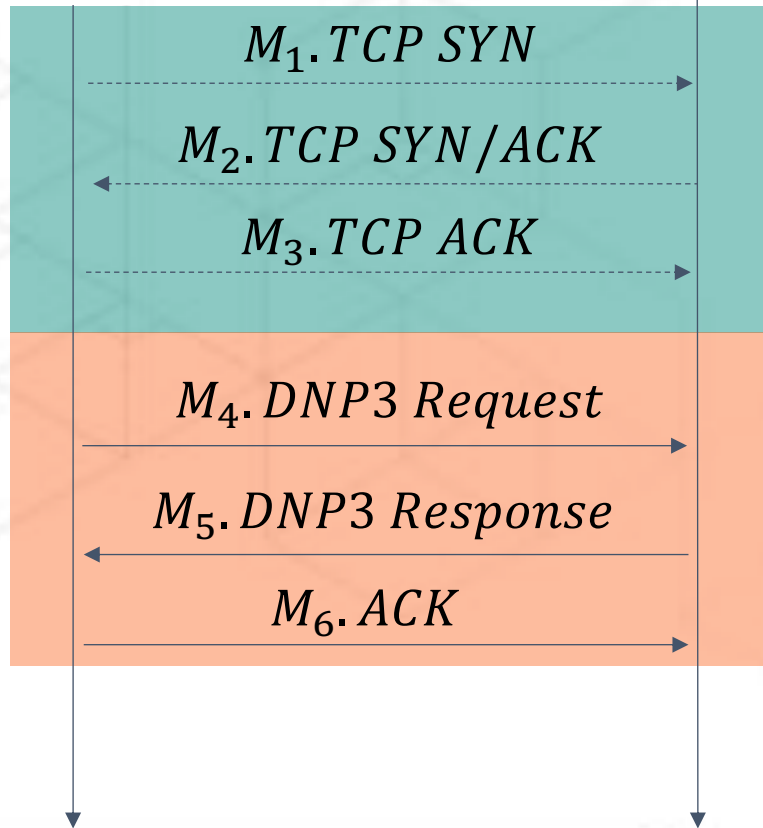 M₁. TCP SYN
M₂. TCP SYN/ACK
M₃. TCP ACK
M₄. DNP3 Request
M₅. DNP3 Response
M₆. ACK